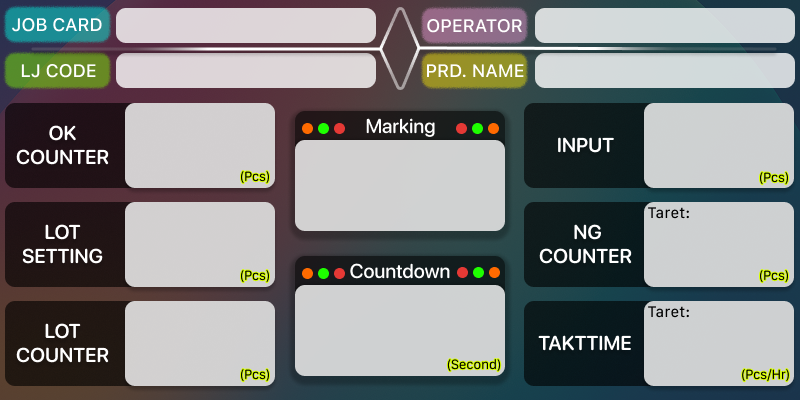 JOB CARD
OPERATOR
LJ CODE
PRD. NAME
OK
COUNTER
(Pcs)
Marking
INPUT
(Pcs)
LOT
SETTING
(Pcs)
NG
COUNTER
Taret:
(Pcs)
Countdown
(Second)
LOT
COUNTER
(Pcs)
TAKTTIME
Taret:
(Pcs/Hr)